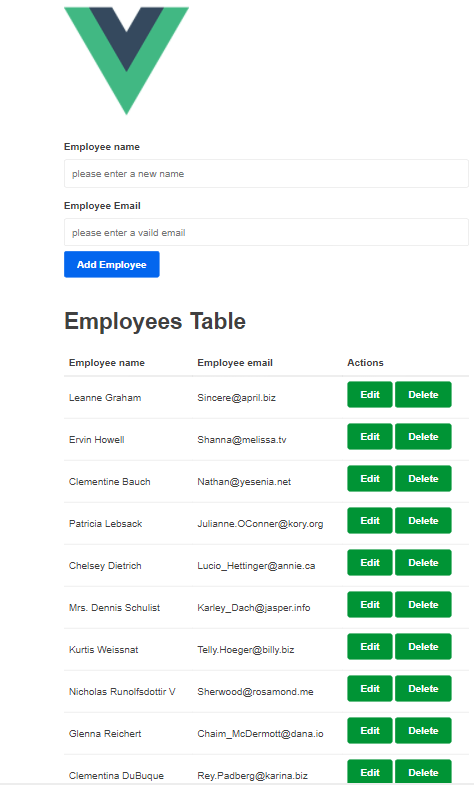 Employee name
please enter a new name
Employee Email
please enter a vaild email
Add Employee
Employees Table
Employee name Employee email Actions
Leanne Graham Sincere@april.biz Edit Delete
Ervin Howell Shanna@melissa.tv Edit Delete
Clementine Bauch Nathan@yesenia.net Edit Delete
Patricia Lebsack Julianne.OConner@kory.org Edit Delete
Chelsey Dietrich Lucio_Hettinger@annie.ca Edit Delete
Mrs. Dennis Schulist Karley_Dach@jasper.info Edit Delete
Kurtis Weissnat Telly.Hoeger@billy.biz Edit Delete
Nicholas Runolfsdottir V Sherwood@rosamond.me Edit Delete
Glenna Reichert Chaim_McDermott@dana.io Edit Delete
Clementina DuBuque Rey.Padberg@karina.biz Edit Delete